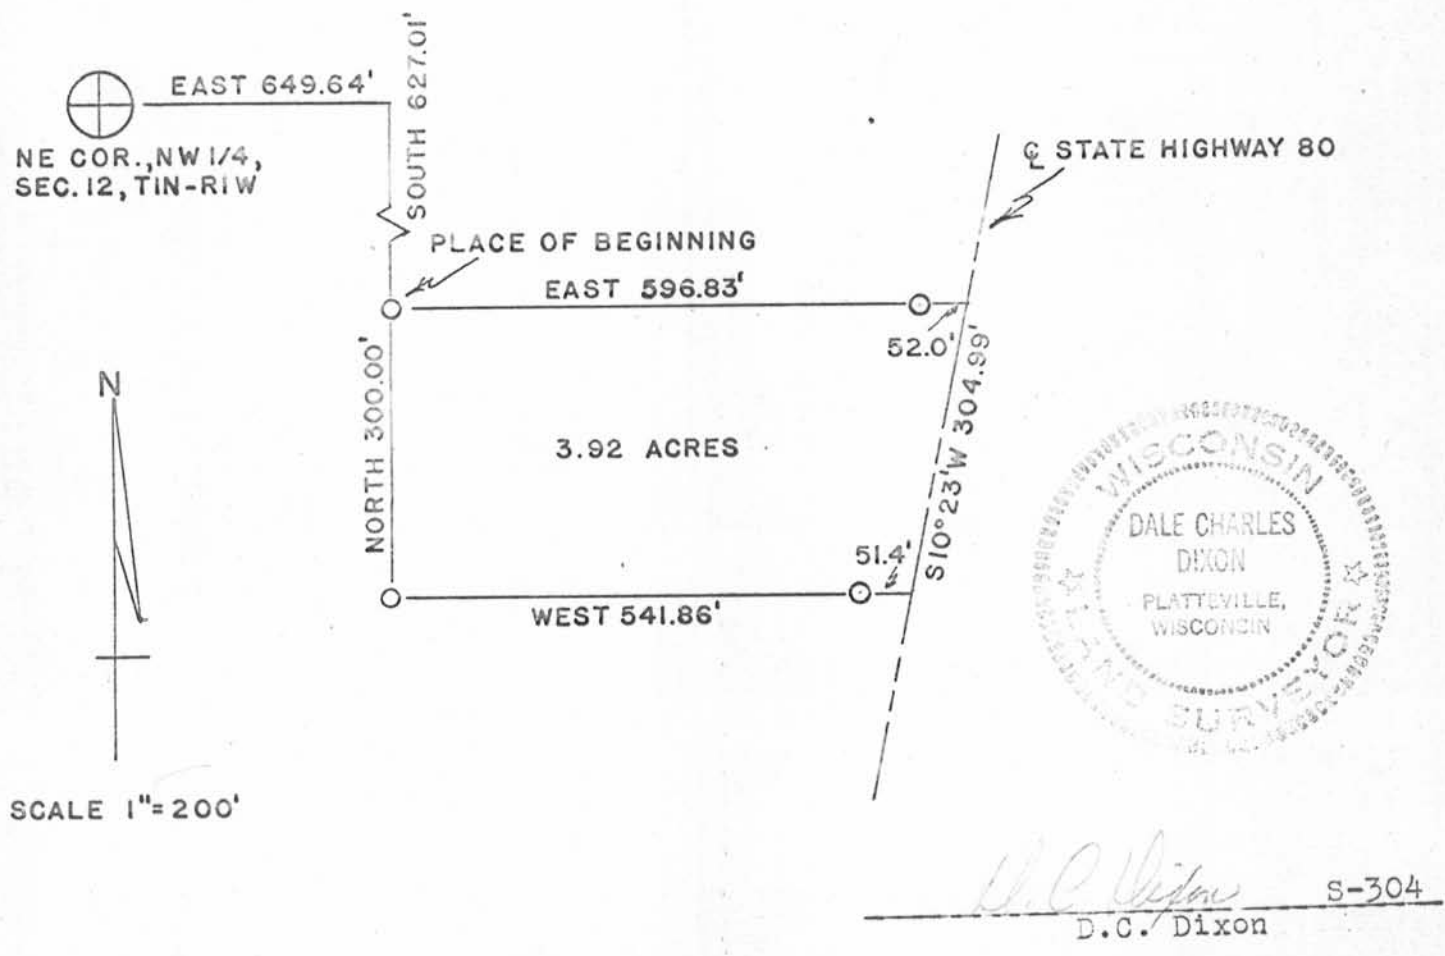 EAST 649.64'
SOUTH 627.01'
NE COR., NW 1/4,
SEC. 12, T1N-R1W
℄ STATE HIGHWAY 80
PLACE OF BEGINNING
EAST 596.83'
52.0'
N
NORTH 300.00'
3.92 ACRES
S10°23'W 304.99'
51.4'
WEST 541.86'
WISCONSIN
DALE CHARLES
DIXON
PLATTEVILLE,
WISCONSIN
LAND SURVEYOR
SCALE 1"=200'
D.C. Dixon
S-304
D.C. Dixon